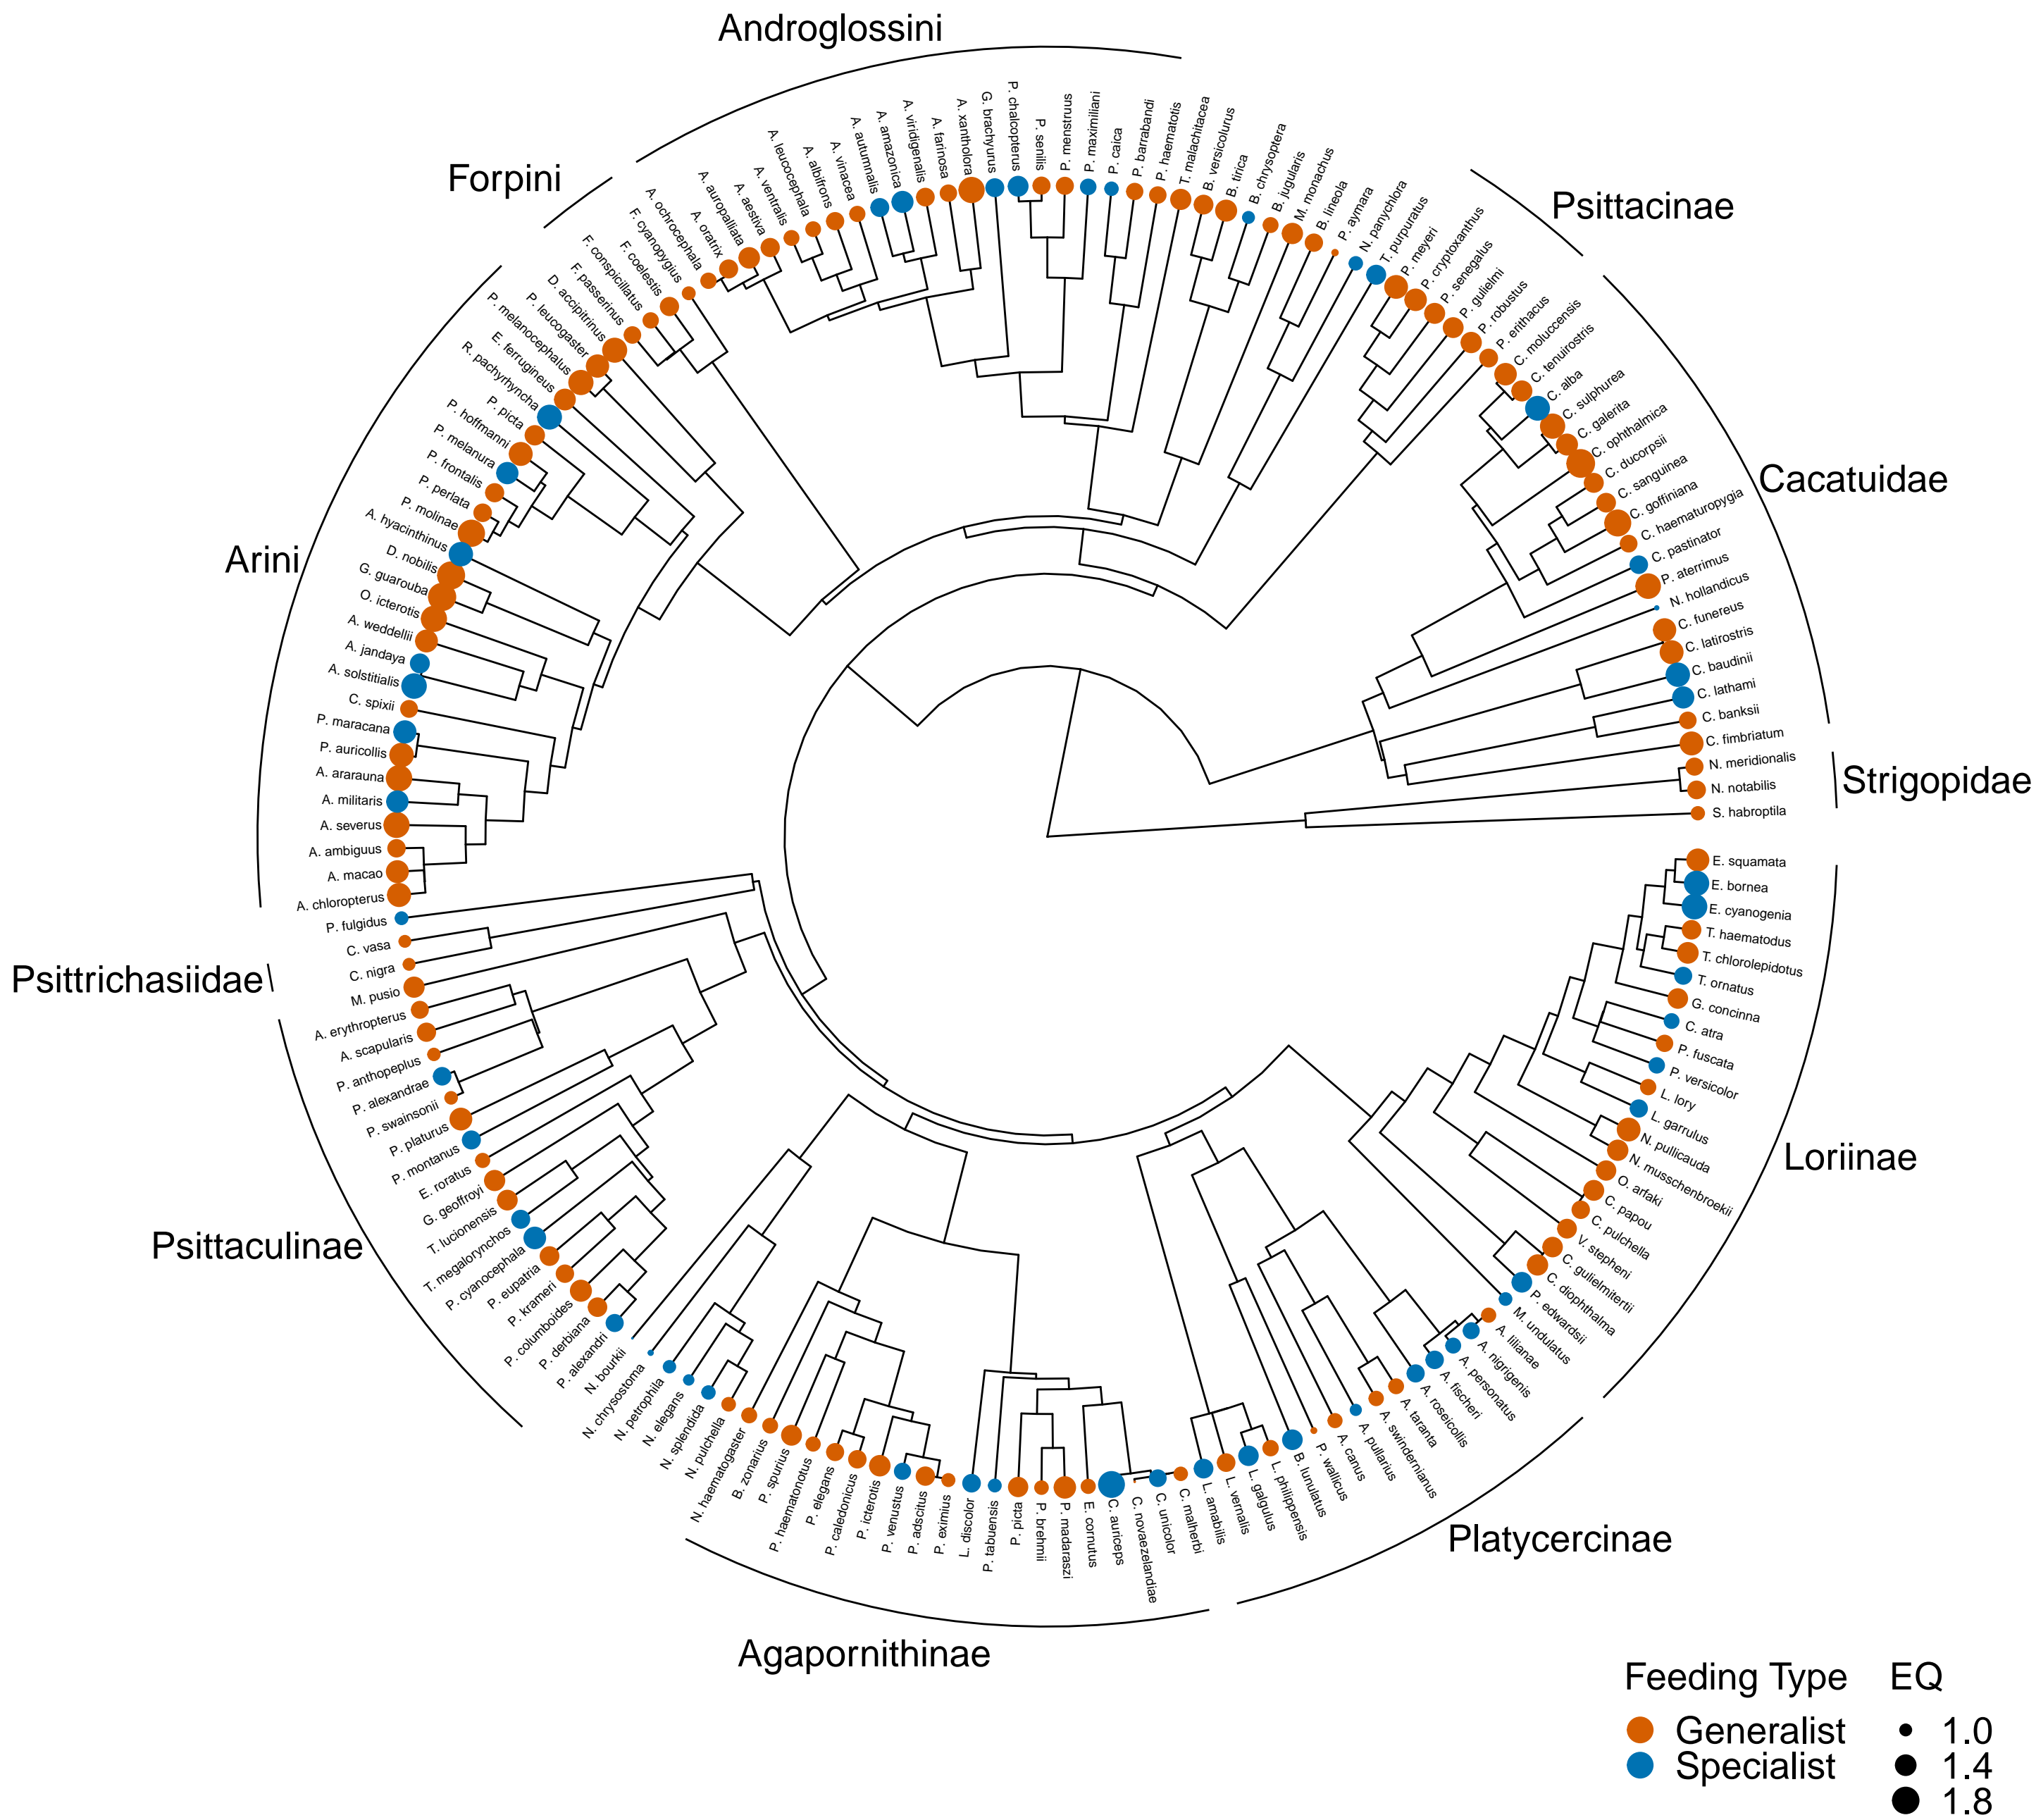 Androglossini
Forpini
Psittacinae
Cacatuidae
Strigopidae
Arini
Psittrichasiidae
Psittaculinae
Agapornithinae
Platycercinae
Loriinae
A. ochrocephala
A. oratrix
A. auropalliata
A. aestiva
A. ventralis
A. leucocephala
A. albifrons
A. vinacea
A. autumnalis
A. amazonica
A. viridigenalis
A. farinosa
A. xantholora
G. brachyurus
P. chalcopterus
P. senilis
P. menstruus
P. maximiliani
P. caica
P. barrabandi
P. haematotis
T. malachitacea
B. versicolurus
B. tirica
B. chrysoptera
B. jugularis
M. monachus
B. lineola
P. aymara
N. panychlora
T. purpuratus
P. meyeri
P. cryptoxanthus
P. senegalus
P. gulielmi
P. robustus
P. erithacus
C. moluccensis
C. tenuirostris
C. alba
C. sulphurea
C. galerita
C. ophthalmica
C. ducorpsii
C. sanguinea
C. goffiniana
C. haematuropygia
C. pastinator
P. aterrimus
N. hollandicus
C. funereus
C. latirostris
C. baudinii
C. lathami
C. banksii
C. fimbriatum
N. meridionalis
N. notabilis
S. habroptila
E. squamata
E. bornea
E. cyanogenia
T. haematodus
T. chlorolepidotus
T. ornatus
G. concinna
C. atra
P. fuscata
P. versicolor
L. lory
L. garrulus
N. pullicauda
N. musschenbroekii
O. arfaki
C. papou
C. pulchella
V. stepheni
C. gulielmitertii
C. diophthalma
P. edwardsii
M. undulatus
A. lilianae
A. nigrigenis
A. personatus
A. fischeri
A. roseicollis
A. taranta
A. swindernianus
A. pullarius
A. canus
P. wallicus
B. lunulatus
L. philippensis
L. galgulus
L. vernalis
L. amabilis
C. malherbi
C. unicolor
C. novaezelandiae
C. auriceps
E. cornutus
P. madaraszi
P. brehmii
P. picta
P. tabuensis
L. discolor
P. eximius
P. adscitus
P. venustus
P. icterotis
P. caledonicus
P. elegans
P. haematonotus
P. spurius
B. zonarius
N. haematogaster
N. pulchella
N. splendida
N. elegans
N. petrophila
N. chrysostoma
N. bourkii
P. alexandri
P. derbiana
P. columboides
P. krameri
P. eupatria
P. cyanocephala
T. megalorynchos
T. lucionensis
G. geoffroyi
E. roratus
P. montanus
P. platurus
P. swainsonii
P. alexandrae
P. anthopeplus
A. scapularis
A. erythropterus
M. pusio
C. nigra
C. vasa
P. fulgidus
A. chloropterus
A. macao
A. ambiguus
A. severus
A. militaris
A. ararauna
P. auricollis
P. maracana
C. spixii
A. solstitialis
A. jandaya
A. weddellii
O. icterotis
G. guarouba
D. nobilis
A. hyacinthinus
P. molinae
P. perlata
P. frontalis
P. melanura
P. hoffmanni
P. picta
R. pachyrhyncha
E. ferrugineus
P. melanocephalus
P. leucogaster
D. accipitrinus
F. passerinus
F. conspicillatus
F. coelestis
F. cyanopygius
Feeding Type
Generalist
Specialist
EQ
1.0
1.4
1.8